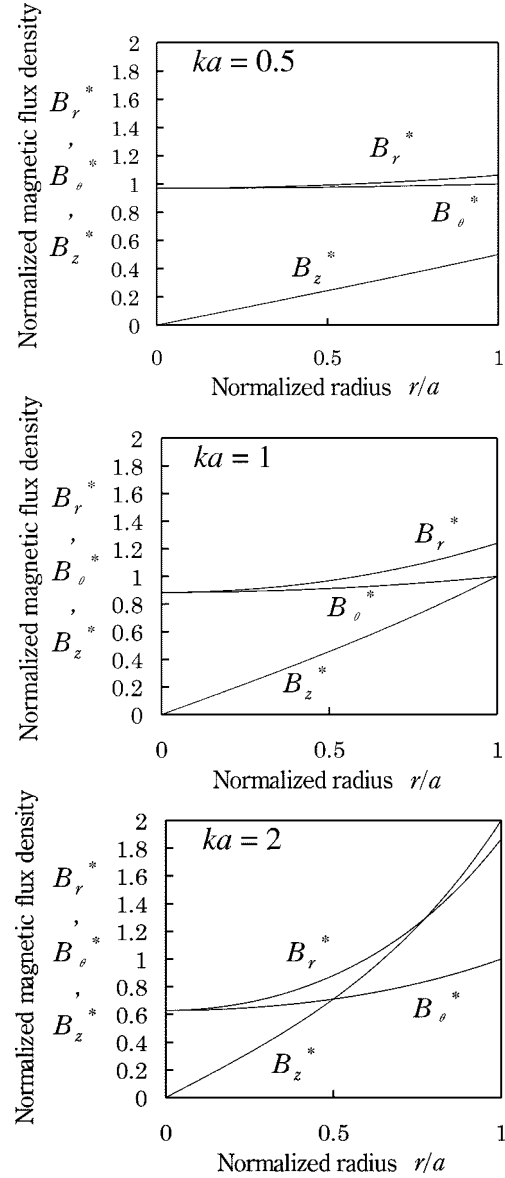 Normalized magnetic flux density
B_r*, B_θ*, B_z*
2
1.8
1.6
1.4
1.2
1
0.8
0.6
0.4
0.2
0
ka = 0.5
B_r*
B_θ*
B_z*
0 0.5 1
Normalized radius r/a
Normalized magnetic flux density
B_r*, B_θ*, B_z*
2
1.8
1.6
1.4
1.2
1
0.8
0.6
0.4
0.2
0
ka = 1
B_r*
B_θ*
B_z*
0 0.5 1
Normalized radius r/a
Normalized magnetic flux density
B_r*, B_θ*, B_z*
2
1.8
1.6
1.4
1.2
1
0.8
0.6
0.4
0.2
0
ka = 2
B_r*
B_θ*
B_z*
0 0.5 1
Normalized radius r/a